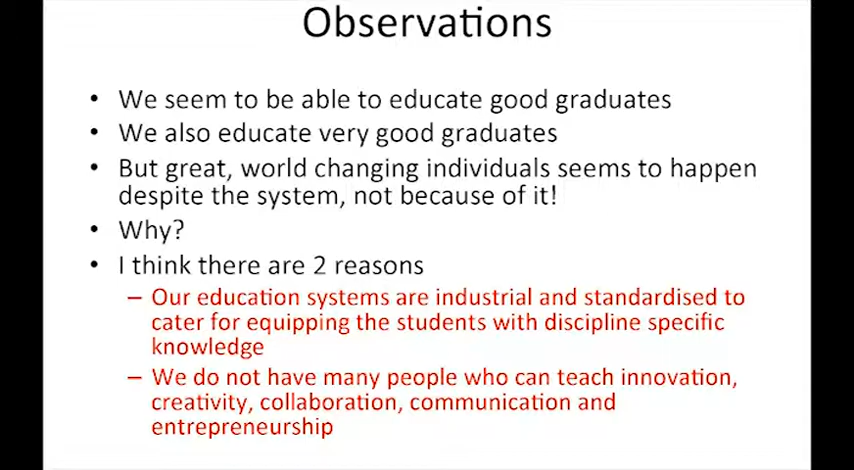 Observations
• We seem to be able to educate good graduates
• We also educate very good graduates
• But great, world changing individuals seems to happen
despite the system, not because of it!
• Why?
• I think there are 2 reasons
– Our education systems are industrial and standardised to
cater for equipping the students with discipline specific
knowledge
– We do not have many people who can teach innovation,
creativity, collaboration, communication and
entrepreneurship